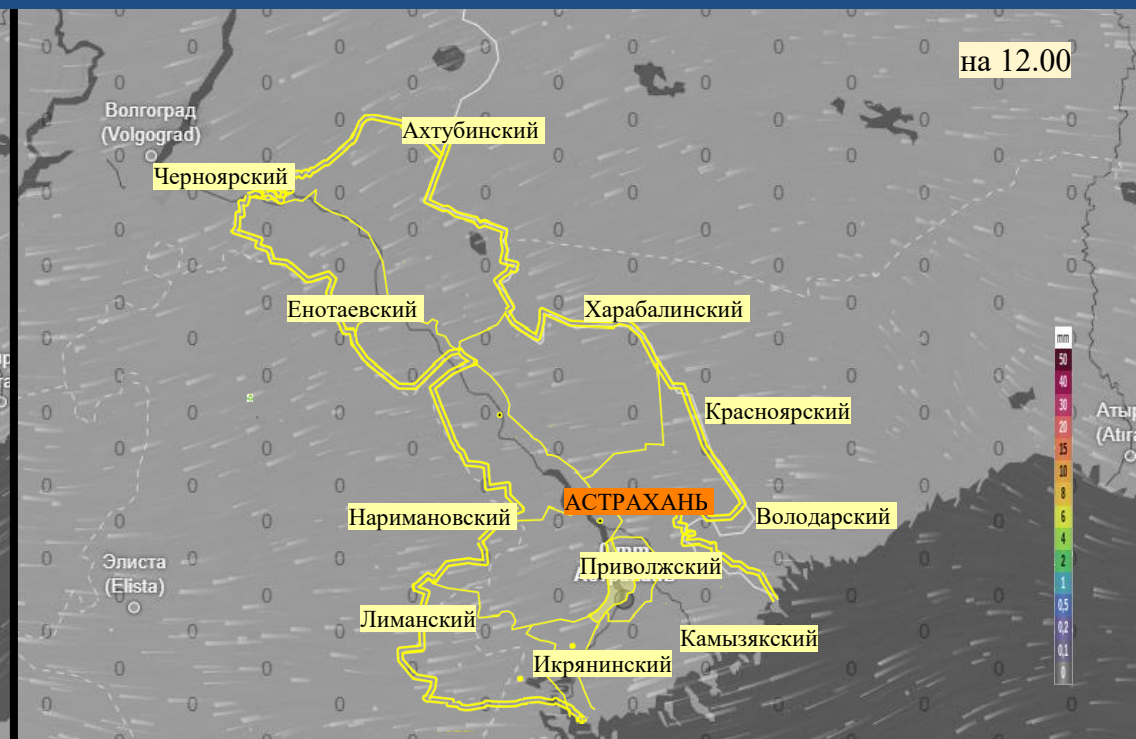 на 12.00
Волгоград
(Volgograd)
Ахтубинский
Черноярский
Енотаевский
Харабалинский
mm
50
40
30
20
15
10
8
6
4
2
1
0,5
0,2
0,1
0
Красноярский
(Atıra
АСТРАХАНЬ
Наримановский
Володарский
Элиста
(Elista)
Приволжский
Лиманский
Камызякский
Икрянинский